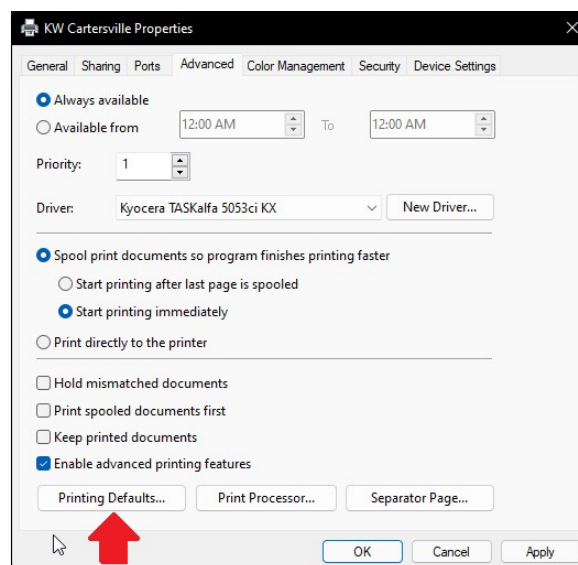 KW Cartersville Properties
General Sharing Ports Advanced Color Management Security Device Settings
Always available
Available from 12:00 AM To 12:00 AM
Priority: 1
Driver: Kyocera TASKalfa 5053ci KX New Driver...
Spool print documents so program finishes printing faster
Start printing after last page is spooled
Start printing immediately
Print directly to the printer
Hold mismatched documents
Print spooled documents first
Keep printed documents
Enable advanced printing features
Printing Defaults... Print Processor... Separator Page...
OK Cancel Apply